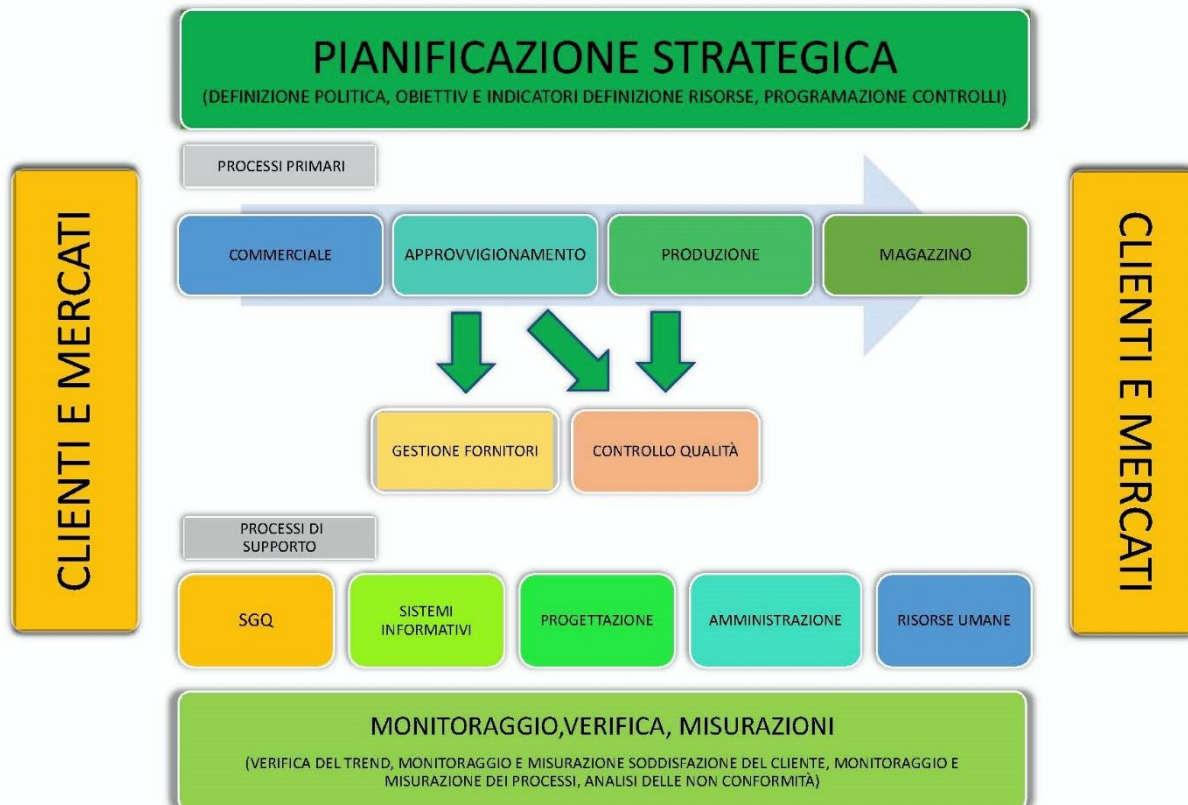 PIANIFICAZIONE STRATEGICA
(DEFINIZIONE POLITICA, OBIETTIV E INDICATORI DEFINIZIONE RISORSE, PROGRAMAZIONE CONTROLLI)
CLIENTI E MERCATI
PROCESSI PRIMARI
COMMERCIALE
APPROVVIGIONAMENTO
PRODUZIONE
MAGAZZINO
GESTIONE FORNITORI
CONTROLLO QUALITÀ
PROCESSI DI
SUPPORTO
SGQ
SISTEMI
INFORMATIVI
PROGETTAZIONE
AMMINISTRAZIONE
RISORSE UMANE
CLIENTI E MERCATI
MONITORAGGIO,VERIFICA, MISURAZIONI
(VERIFICA DEL TREND, MONITORAGGIO E MISURAZIONE SODDISFAZIONE DEL CLIENTE, MONITORAGGIO E
MISURAZIONE DEI PROCESSI, ANALISI DELLE NON CONFORMITÀ)